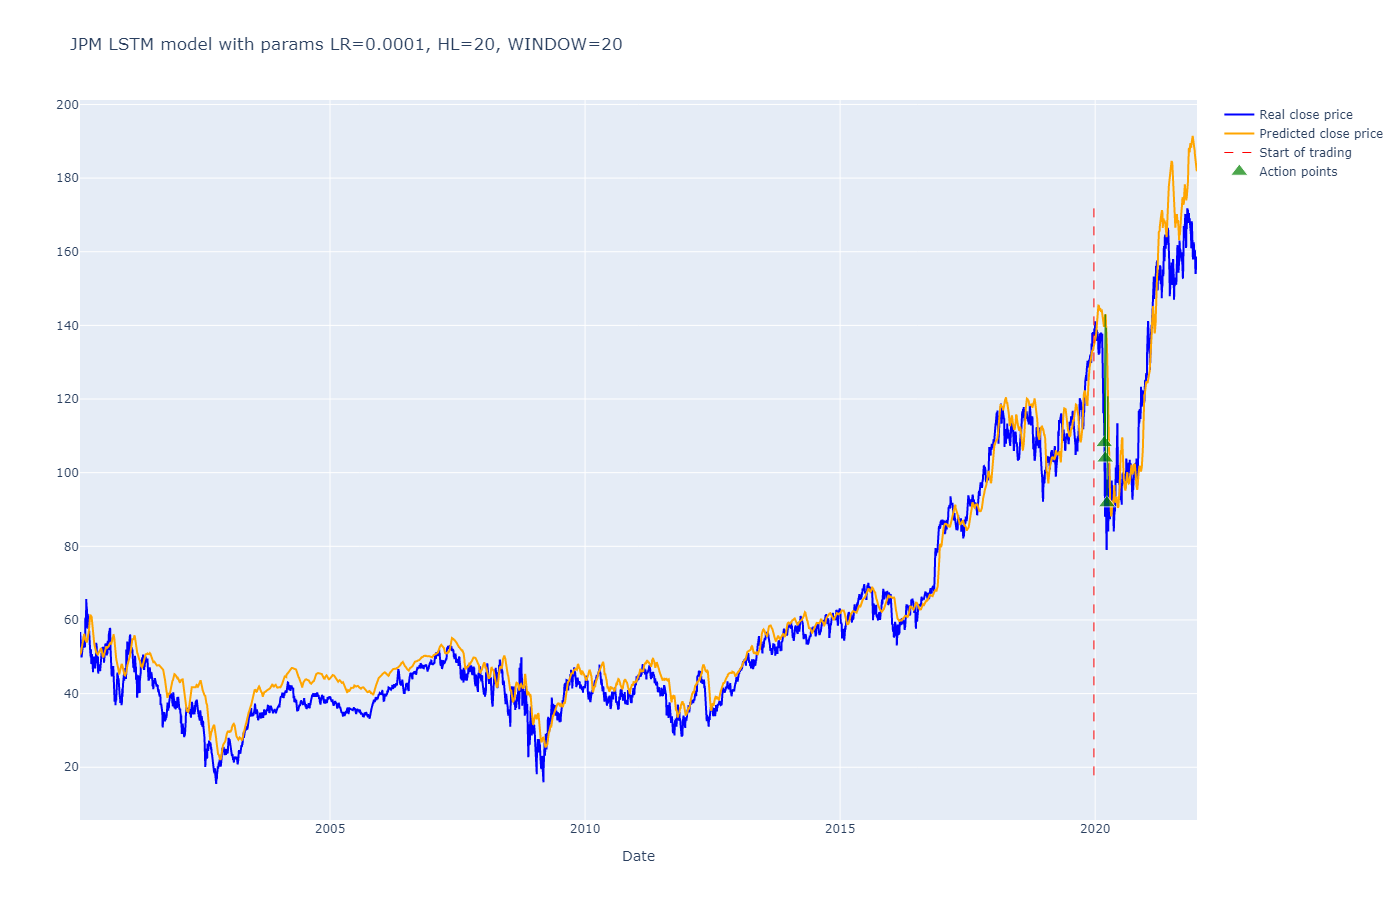 JPM LSTM model with params LR=0.0001, HL=20, WINDOW=20
200
180
160
140
120
100
80
60
40
20
2005
2010
2015
2020
Date
Real close price
Predicted close price
Start of trading
Action points